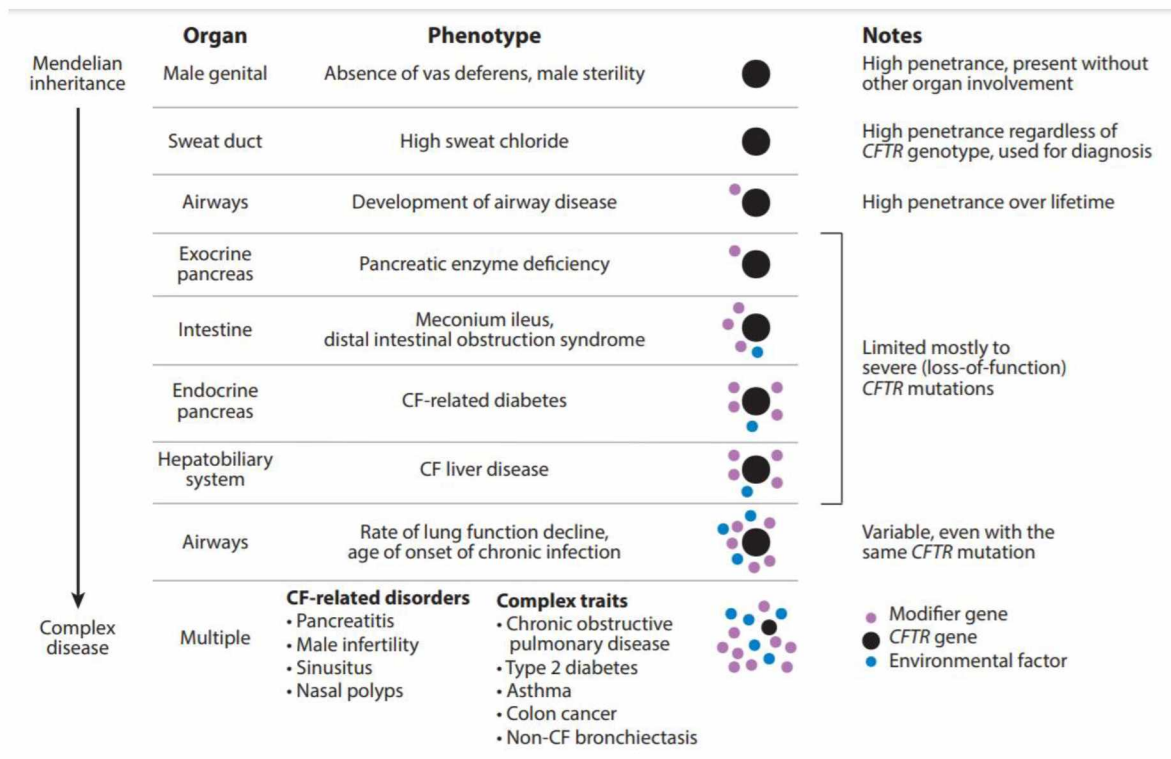 Organ
Phenotype
Notes
Mendelian
inheritance
Male genital
Absence of vas deferens, male sterility
High penetrance, present without
other organ involvement
Sweat duct
High sweat chloride
High penetrance regardless of
CFTR genotype, used for diagnosis
Airways
Development of airway disease
High penetrance over lifetime
Exocrine
pancreas
Pancreatic enzyme deficiency
Intestine
Meconium ileus,
distal intestinal obstruction syndrome
Limited mostly to
severe (loss-of-function)
CFTR mutations
Endocrine
pancreas
CF-related diabetes
Hepatobiliary
system
CF liver disease
Airways
Rate of lung function decline,
age of onset of chronic infection
Variable, even with the
same CFTR mutation
Complex
disease
Multiple
CF-related disorders
• Pancreatitis
• Male infertility
• Sinusitus
• Nasal polyps
Complex traits
• Chronic obstructive
pulmonary disease
• Type 2 diabetes
• Asthma
• Colon cancer
• Non-CF bronchiectasis
Modifier gene
CFTR gene
Environmental factor